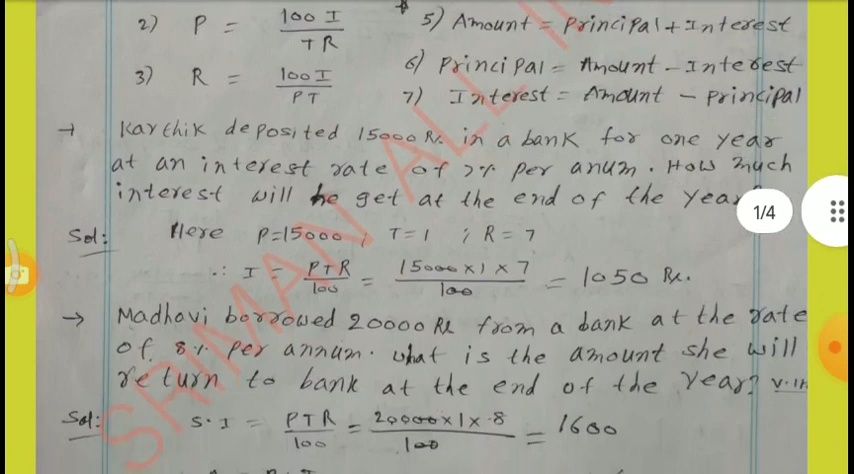 2) P = 100 I / TR
5) Amount = Principal + Interest
3) R = 100 I / PT
6) Principal = Amount - Interest
7) Interest = Amount - Principal
→ Karthik deposited 15000 Rs. in a bank for one year
at an interest rate of 7% per anum. How much
interest will he get at the end of the year?
1/4
Sol: Here P=15000 ; T=1 ; R=7
∴ I = PTR / 100 = 15000 x 1 x 7 / 100 = 1050 Rs.
→ Madhavi borrowed 20000 Rs from a bank at the rate
of 8% per annum. what is the amount she will
return to bank at the end of the year?
Sol: S.I = PTR / 100 = 20000 x 1 x 8 / 100 = 1600
SRIMAN ALL IN